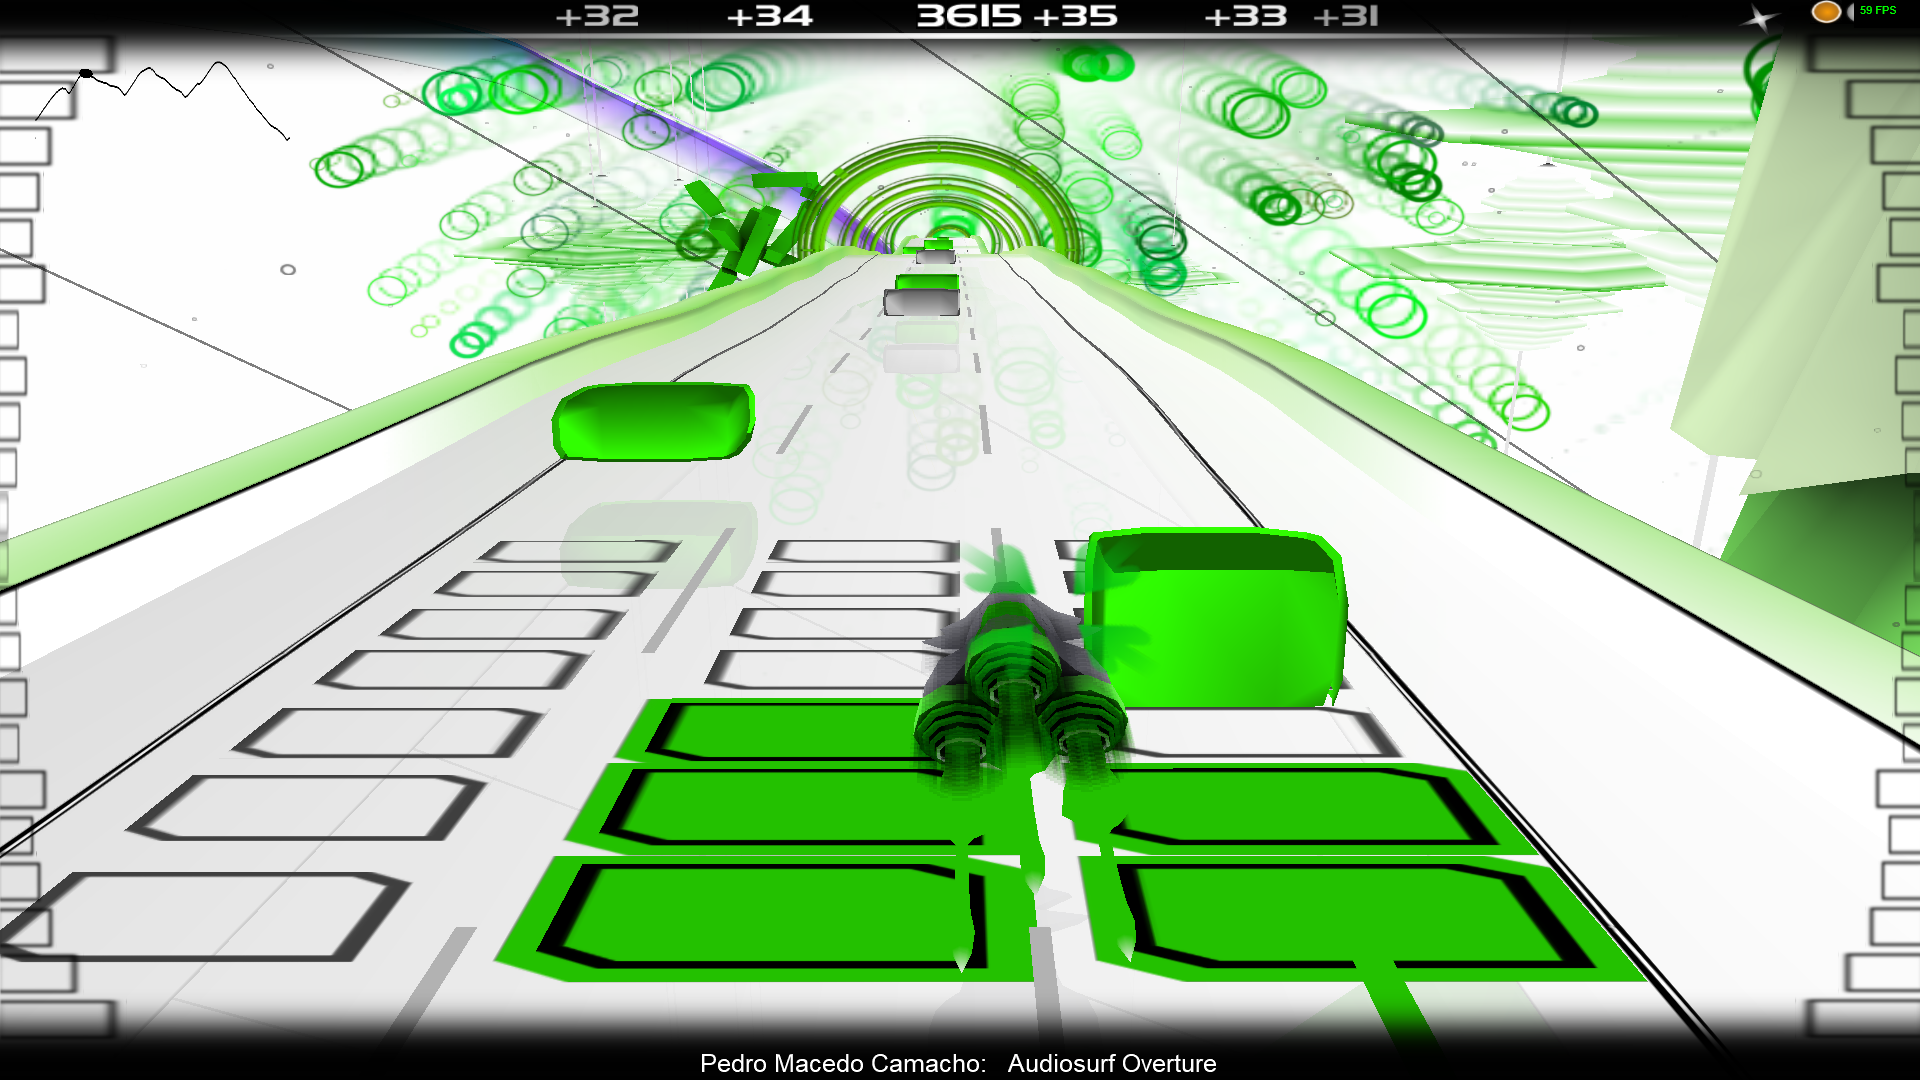 +32 +34 3615 +35 +33 +31
59 FPS
Pedro Macedo Camacho: Audiosurf Overture